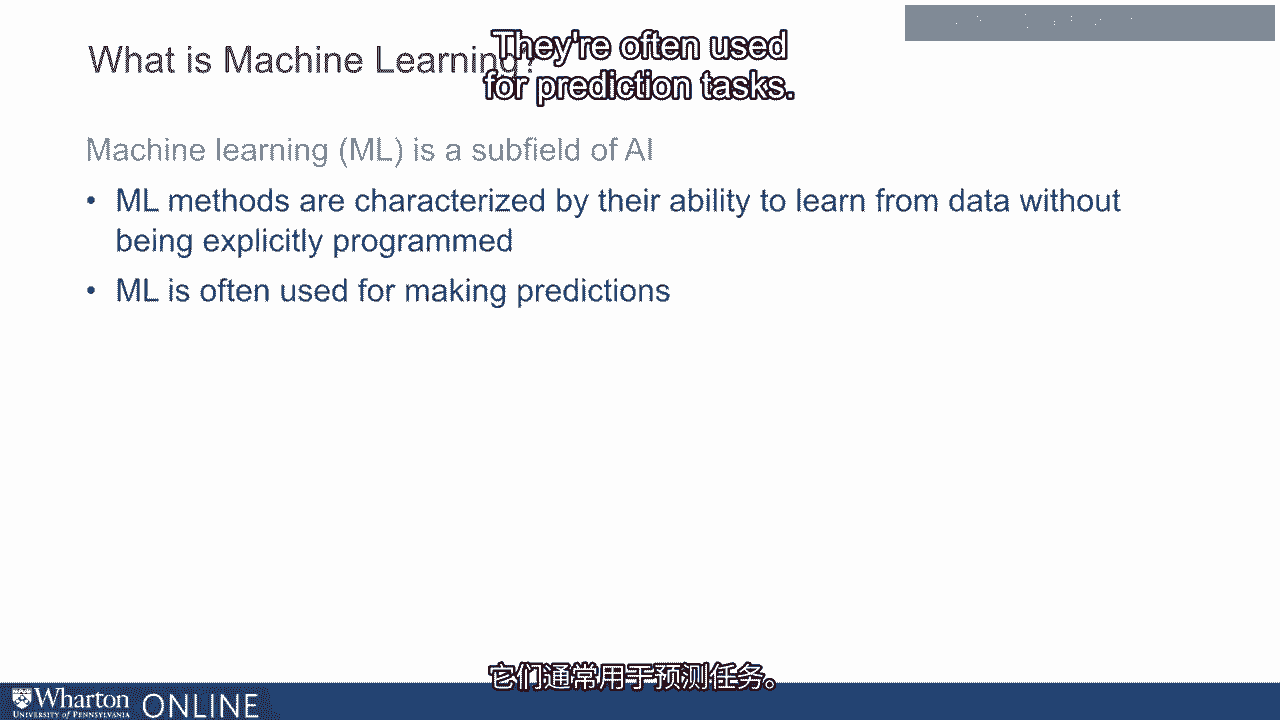 What is Machine Learning?
They're often used
for prediction tasks.
Machine learning (ML) is a subfield of AI
• ML methods are characterized by their ability to learn from data without
being explicitly programmed
• ML is often used for making predictions
它们通常用于预测任务。
Wharton ONLINE
UNIVERSITY of PENNSYLVANIA